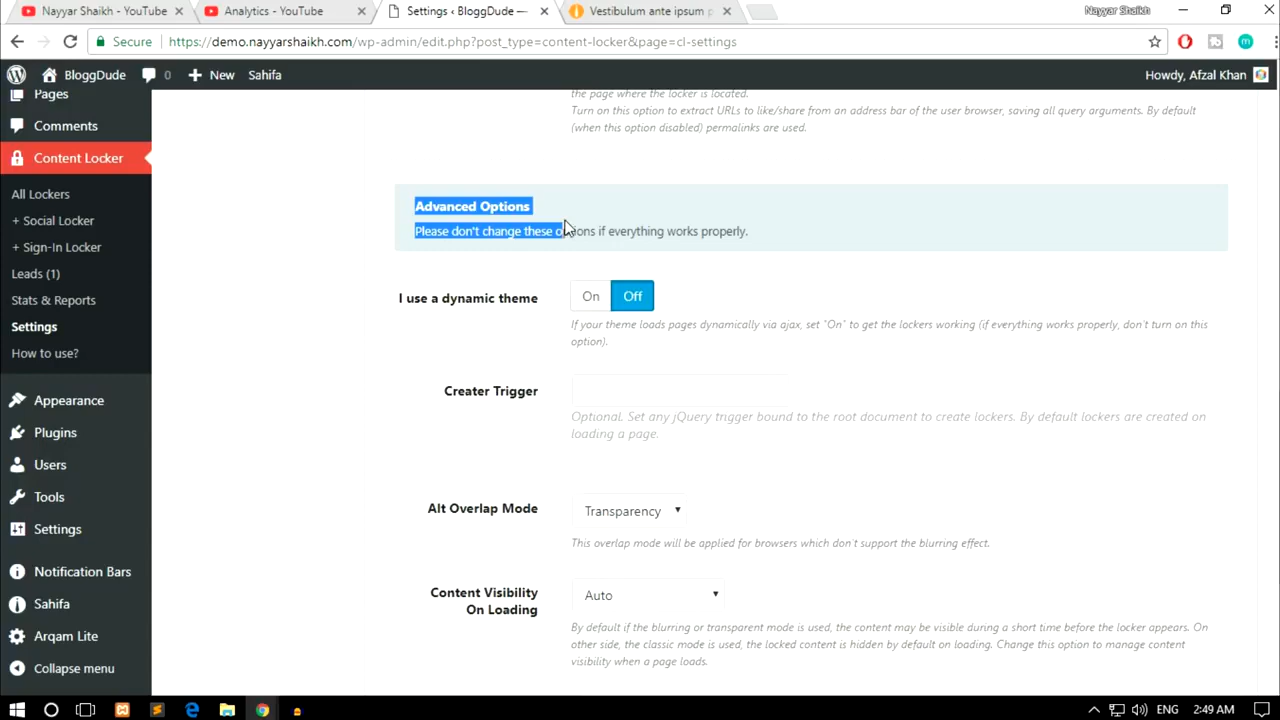 Nayyar Shaikh - YouTube
Analytics - YouTube
Settings ‹ BloggDude —
Vestibulum ante ipsum p
Nayyar Shaikh
Secure
https://demo.nayyarshaikh.com/wp-admin/edit.php?post_type=content-locker&page=cl-settings
BloggDude
0
New
Sahifa
Howdy, Afzal Khan
Pages
Comments
Content Locker
All Lockers
+ Social Locker
+ Sign-In Locker
Leads (1)
Stats & Reports
Settings
How to use?
Appearance
Plugins
Users
Tools
Settings
Notification Bars
Sahifa
Arqam Lite
Collapse menu
the page where the locker is located.
Turn on this option to extract URLs to like/share from an address bar of the user browser, saving all query arguments. By default
(when this option disabled) permalinks are used.
Advanced Options
Please don't change these options if everything works properly.
I use a dynamic theme
On
Off
If your theme loads pages dynamically via ajax, set "On" to get the lockers working (if everything works properly, don't turn on this
option).
Creater Trigger
Optional. Set any jQuery trigger bound to the root document to create lockers. By default lockers are created on
loading a page.
Alt Overlap Mode
Transparency
This overlap mode will be applied for browsers which don't support the blurring effect.
Content Visibility
On Loading
Auto
By default if the blurring or transparent mode is used, the content may be visible during a short time before the locker appears. On
other side, the classic mode is used, the locked content is hidden by default on loading. Change this option to manage content
visibility when a page loads.
ENG
2:49 AM